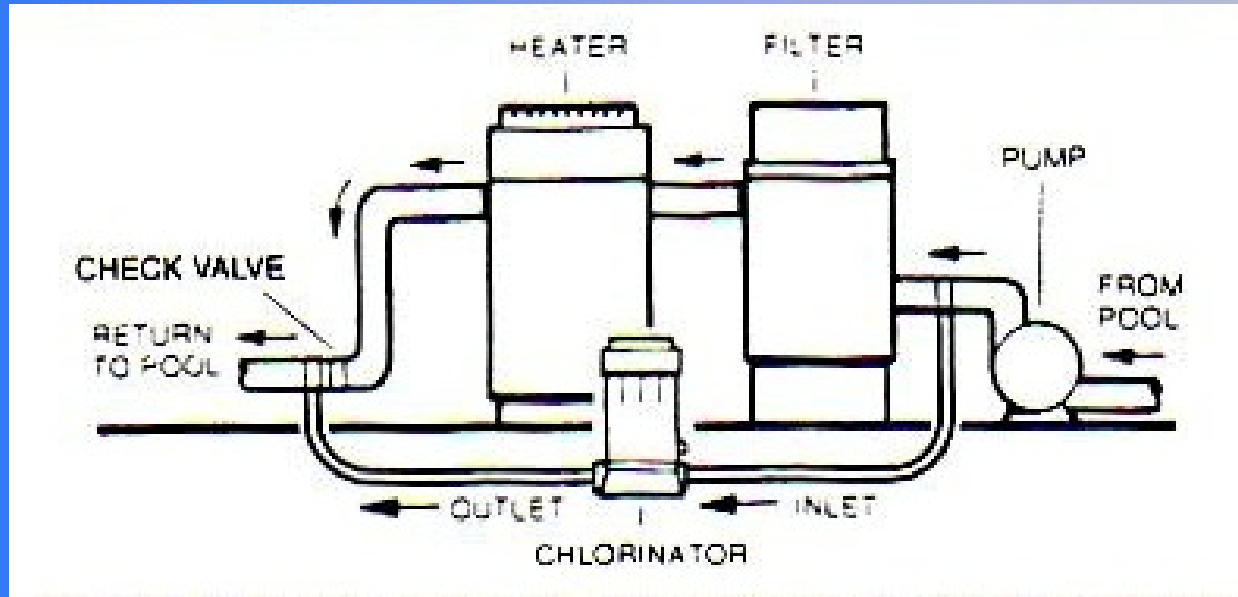 HEATER
FILTER
PUMP
CHECK VALVE
FROM
POOL
RETURN
TO POOL
OUTLET
INLET
CHLORINATOR